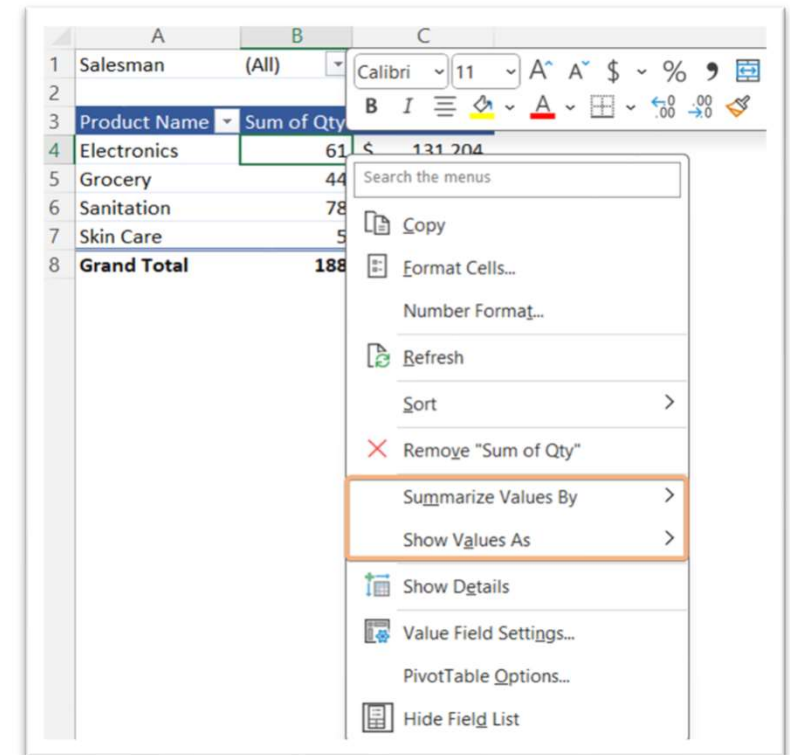 A B C
1 Salesman (All)
Calibri 11 A^ A˅ $ % 9
2
B I A .00 .00
3 Product Name Sum of Qty
4 Electronics 61 $ 131,204
5 Grocery 44
Search the menus
6 Sanitation 78
7 Skin Care 5
Copy
8 Grand Total 188
Format Cells...
Number Format...
Refresh
Sort
Remove "Sum of Qty"
Summarize Values By
Show Values As
Show Details
Value Field Settings...
PivotTable Options...
Hide Field List